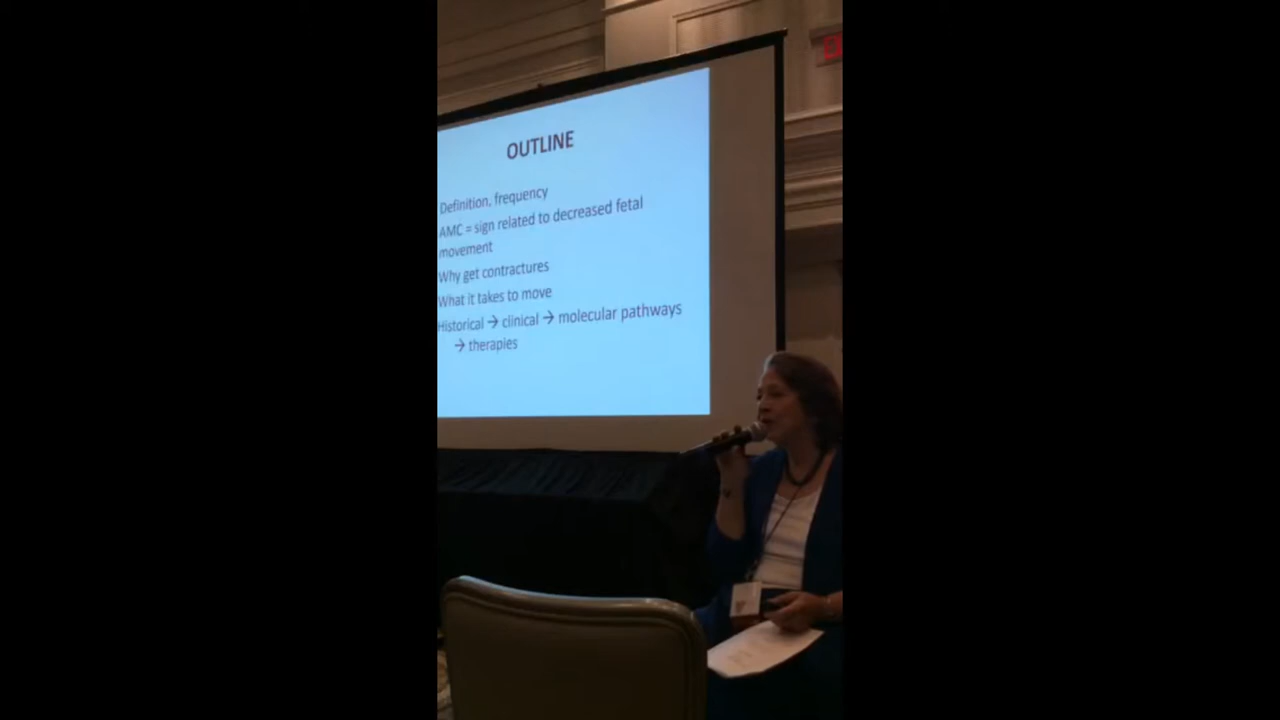 OUTLINE
Definition, frequency
AMC = sign related to decreased fetal
movement
Why get contractures
What it takes to move
Historical → clinical → molecular pathways
→ therapies